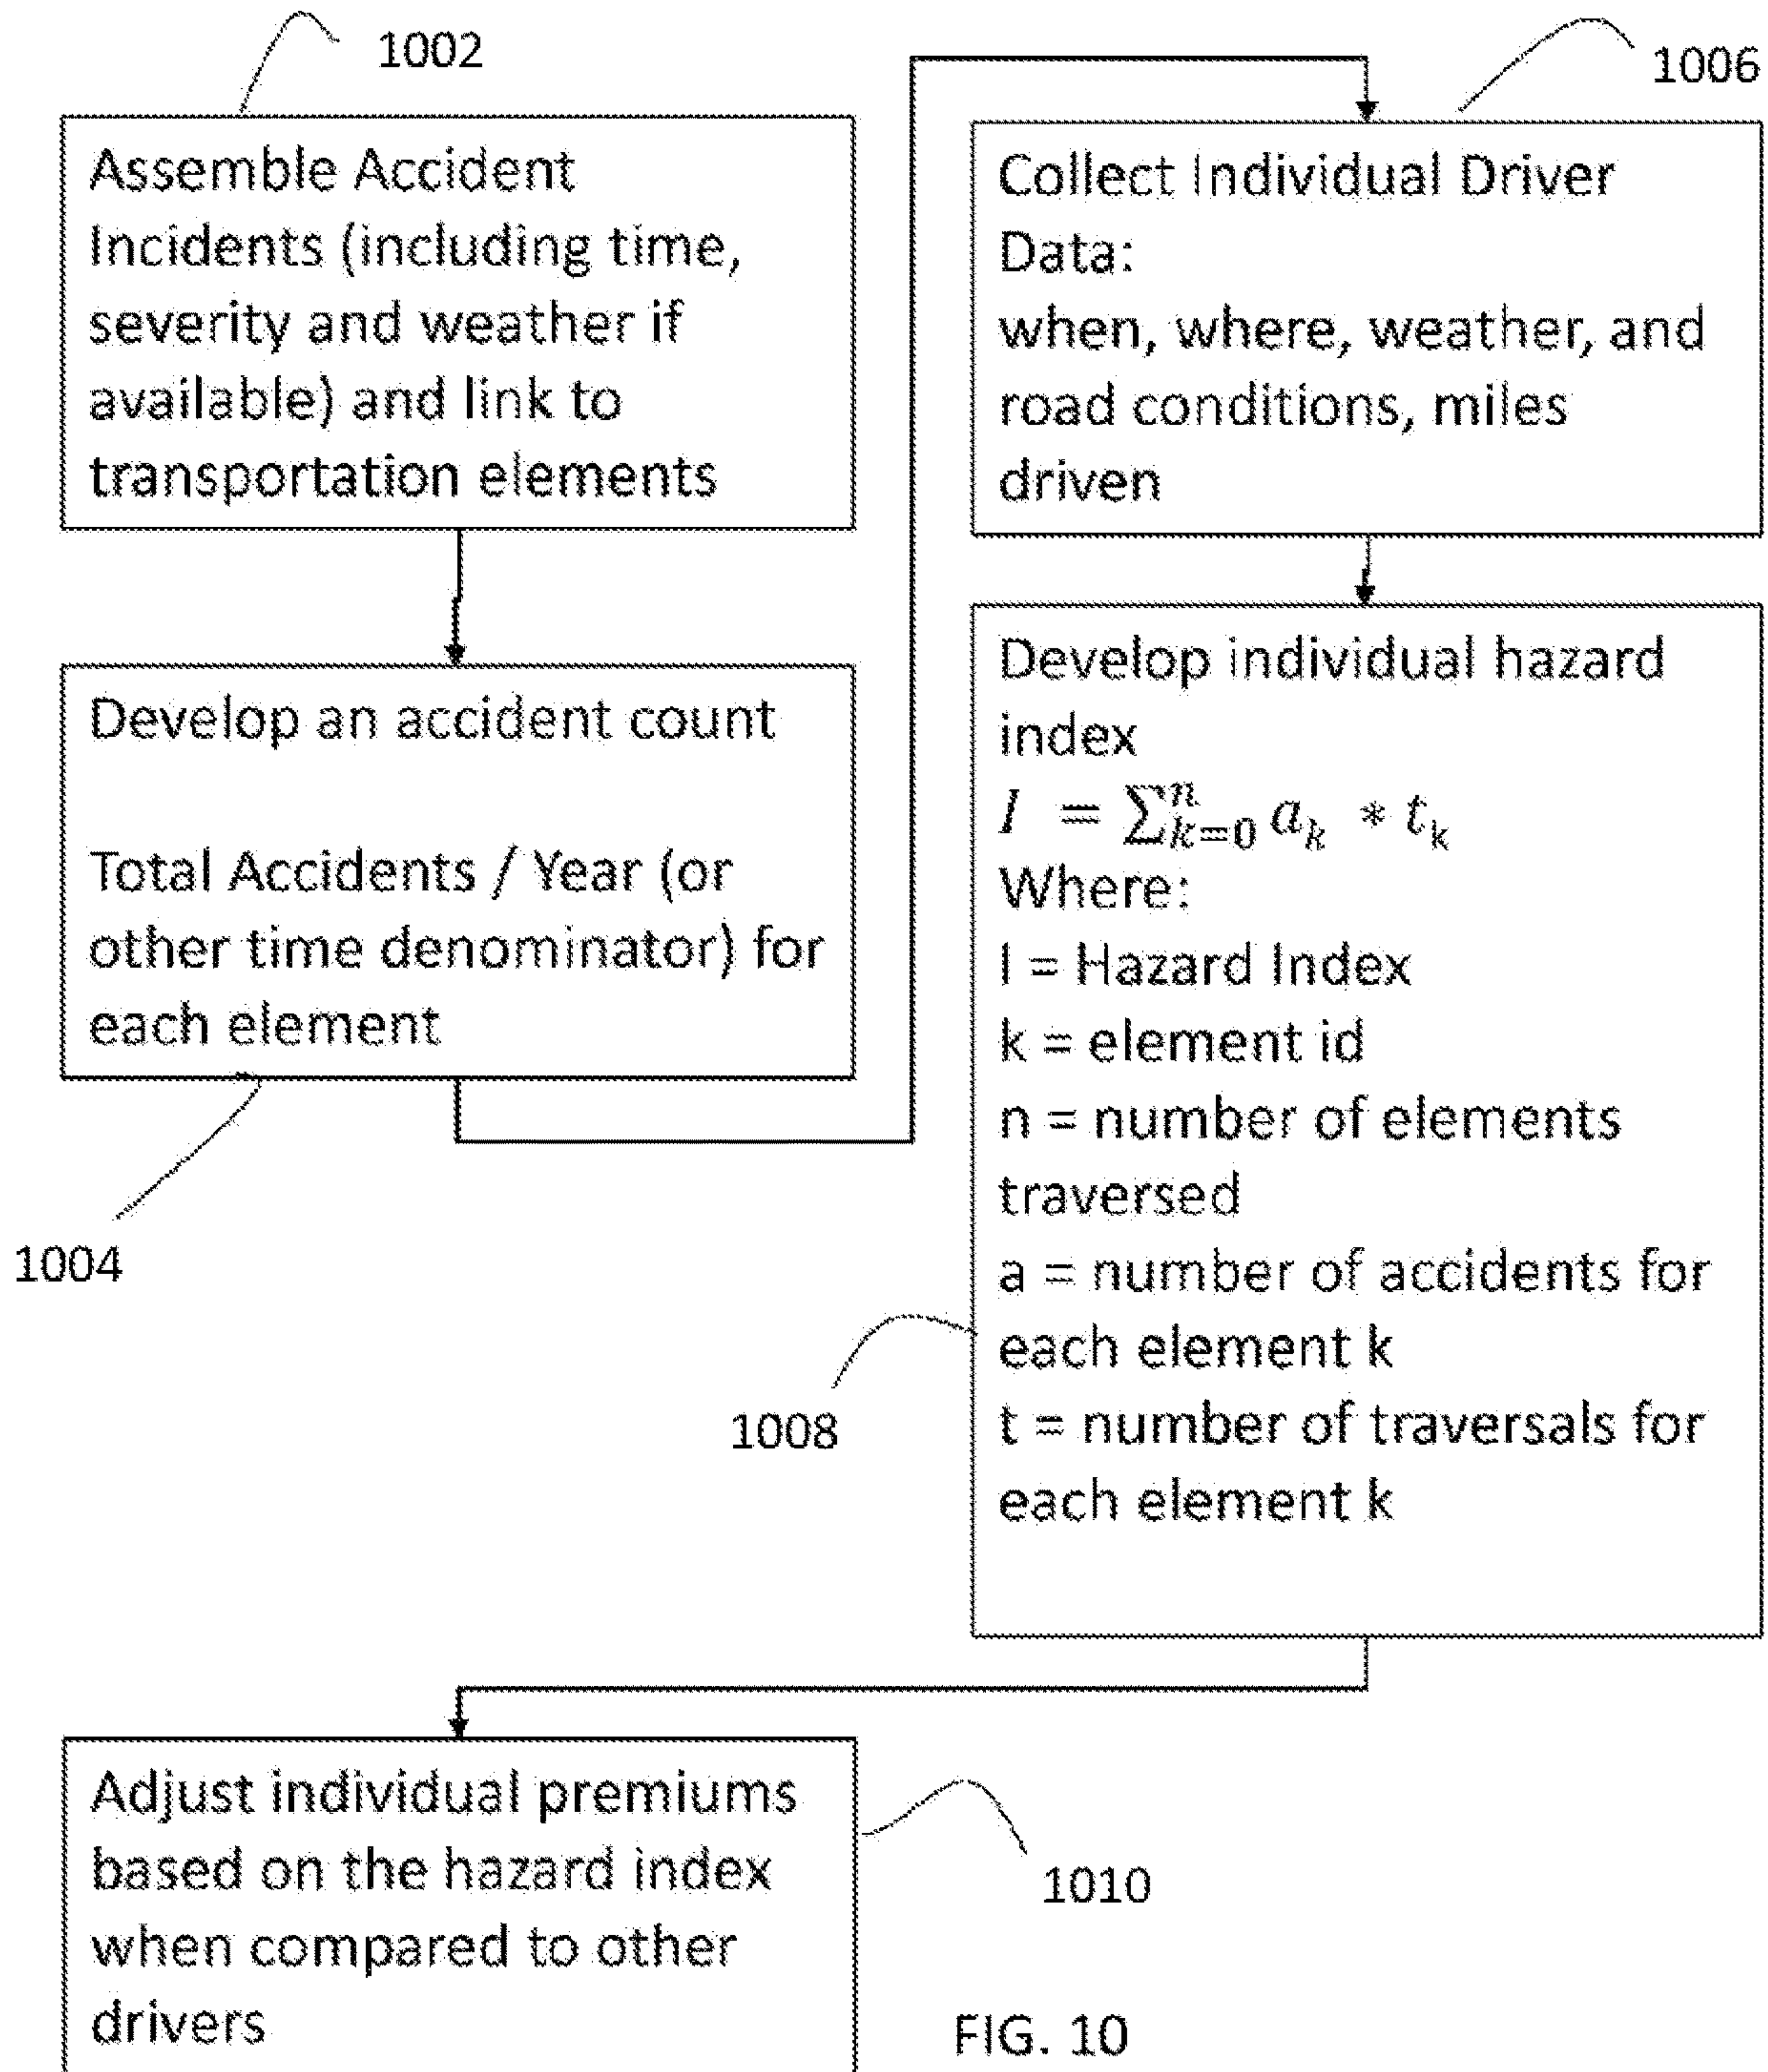 1002
Assemble Accident
Incidents (including time,
severity and weather if
available) and link to
transportation elements
Develop an accident count
Total Accidents / Year (or
other time denominator) for
each element
1004
1006
Collect Individual Driver
Data:
when, where, weather, and
road conditions, miles
driven
Develop individual hazard
index
I = ∑ⁿₖ₌₀ aₖ * tₖ
Where:
I = Hazard Index
k = element id
n = number of elements
traversed
a = number of accidents for
each element k
t = number of traversals for
each element k
1008
Adjust individual premiums
based on the hazard index
when compared to other
drivers
1010
FIG. 10